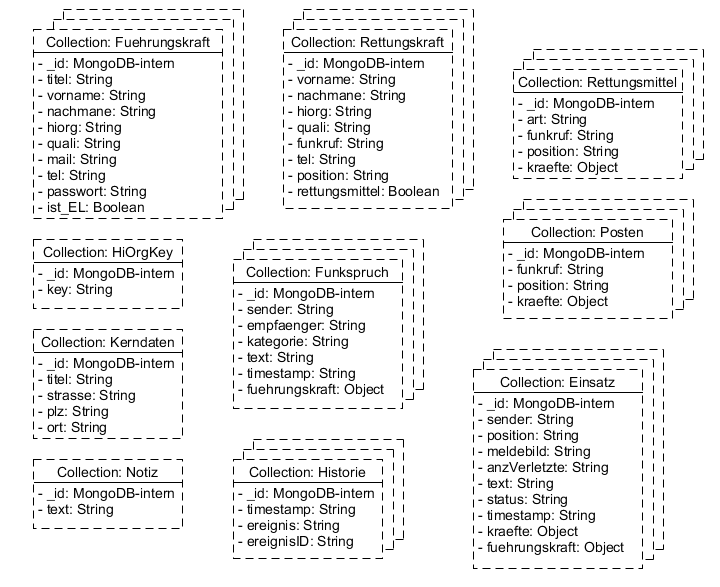 Collection: Fuehrungskraft
- _id: MongoDB-intern
- titel: String
- vorname: String
- nachmane: String
- hiorg: String
- quali: String
- mail: String
- tel: String
- passwort: String
- ist_EL: Boolean
Collection: Rettungskraft
- _id: MongoDB-intern
- vorname: String
- nachmane: String
- hiorg: String
- quali: String
- funkruf: String
- tel: String
- position: String
- rettungsmittel: Boolean
Collection: Rettungsmittel
- _id: MongoDB-intern
- art: String
- funkruf: String
- position: String
- kraefte: Object
Collection: HiOrgKey
- _id: MongoDB-intern
- key: String
Collection: Funkspruch
- _id: MongoDB-intern
- sender: String
- empfaenger: String
- kategorie: String
- text: String
- timestamp: String
- fuehrungskraft: Object
Collection: Posten
- _id: MongoDB-intern
- funkruf: String
- position: String
- kraefte: Object
Collection: Kerndaten
- _id: MongoDB-intern
- titel: String
- strasse: String
- plz: String
- ort: String
Collection: Einsatz
- _id: MongoDB-intern
- sender: String
- position: String
- meldebild: String
- anzVerletzte: String
- text: String
- status: String
- timestamp: String
- kraefte: Object
- fuehrungskraft: Object
Collection: Notiz
- _id: MongoDB-intern
- text: String
Collection: Historie
- _id: MongoDB-intern
- timestamp: String
- ereignis: String
- ereignisID: String